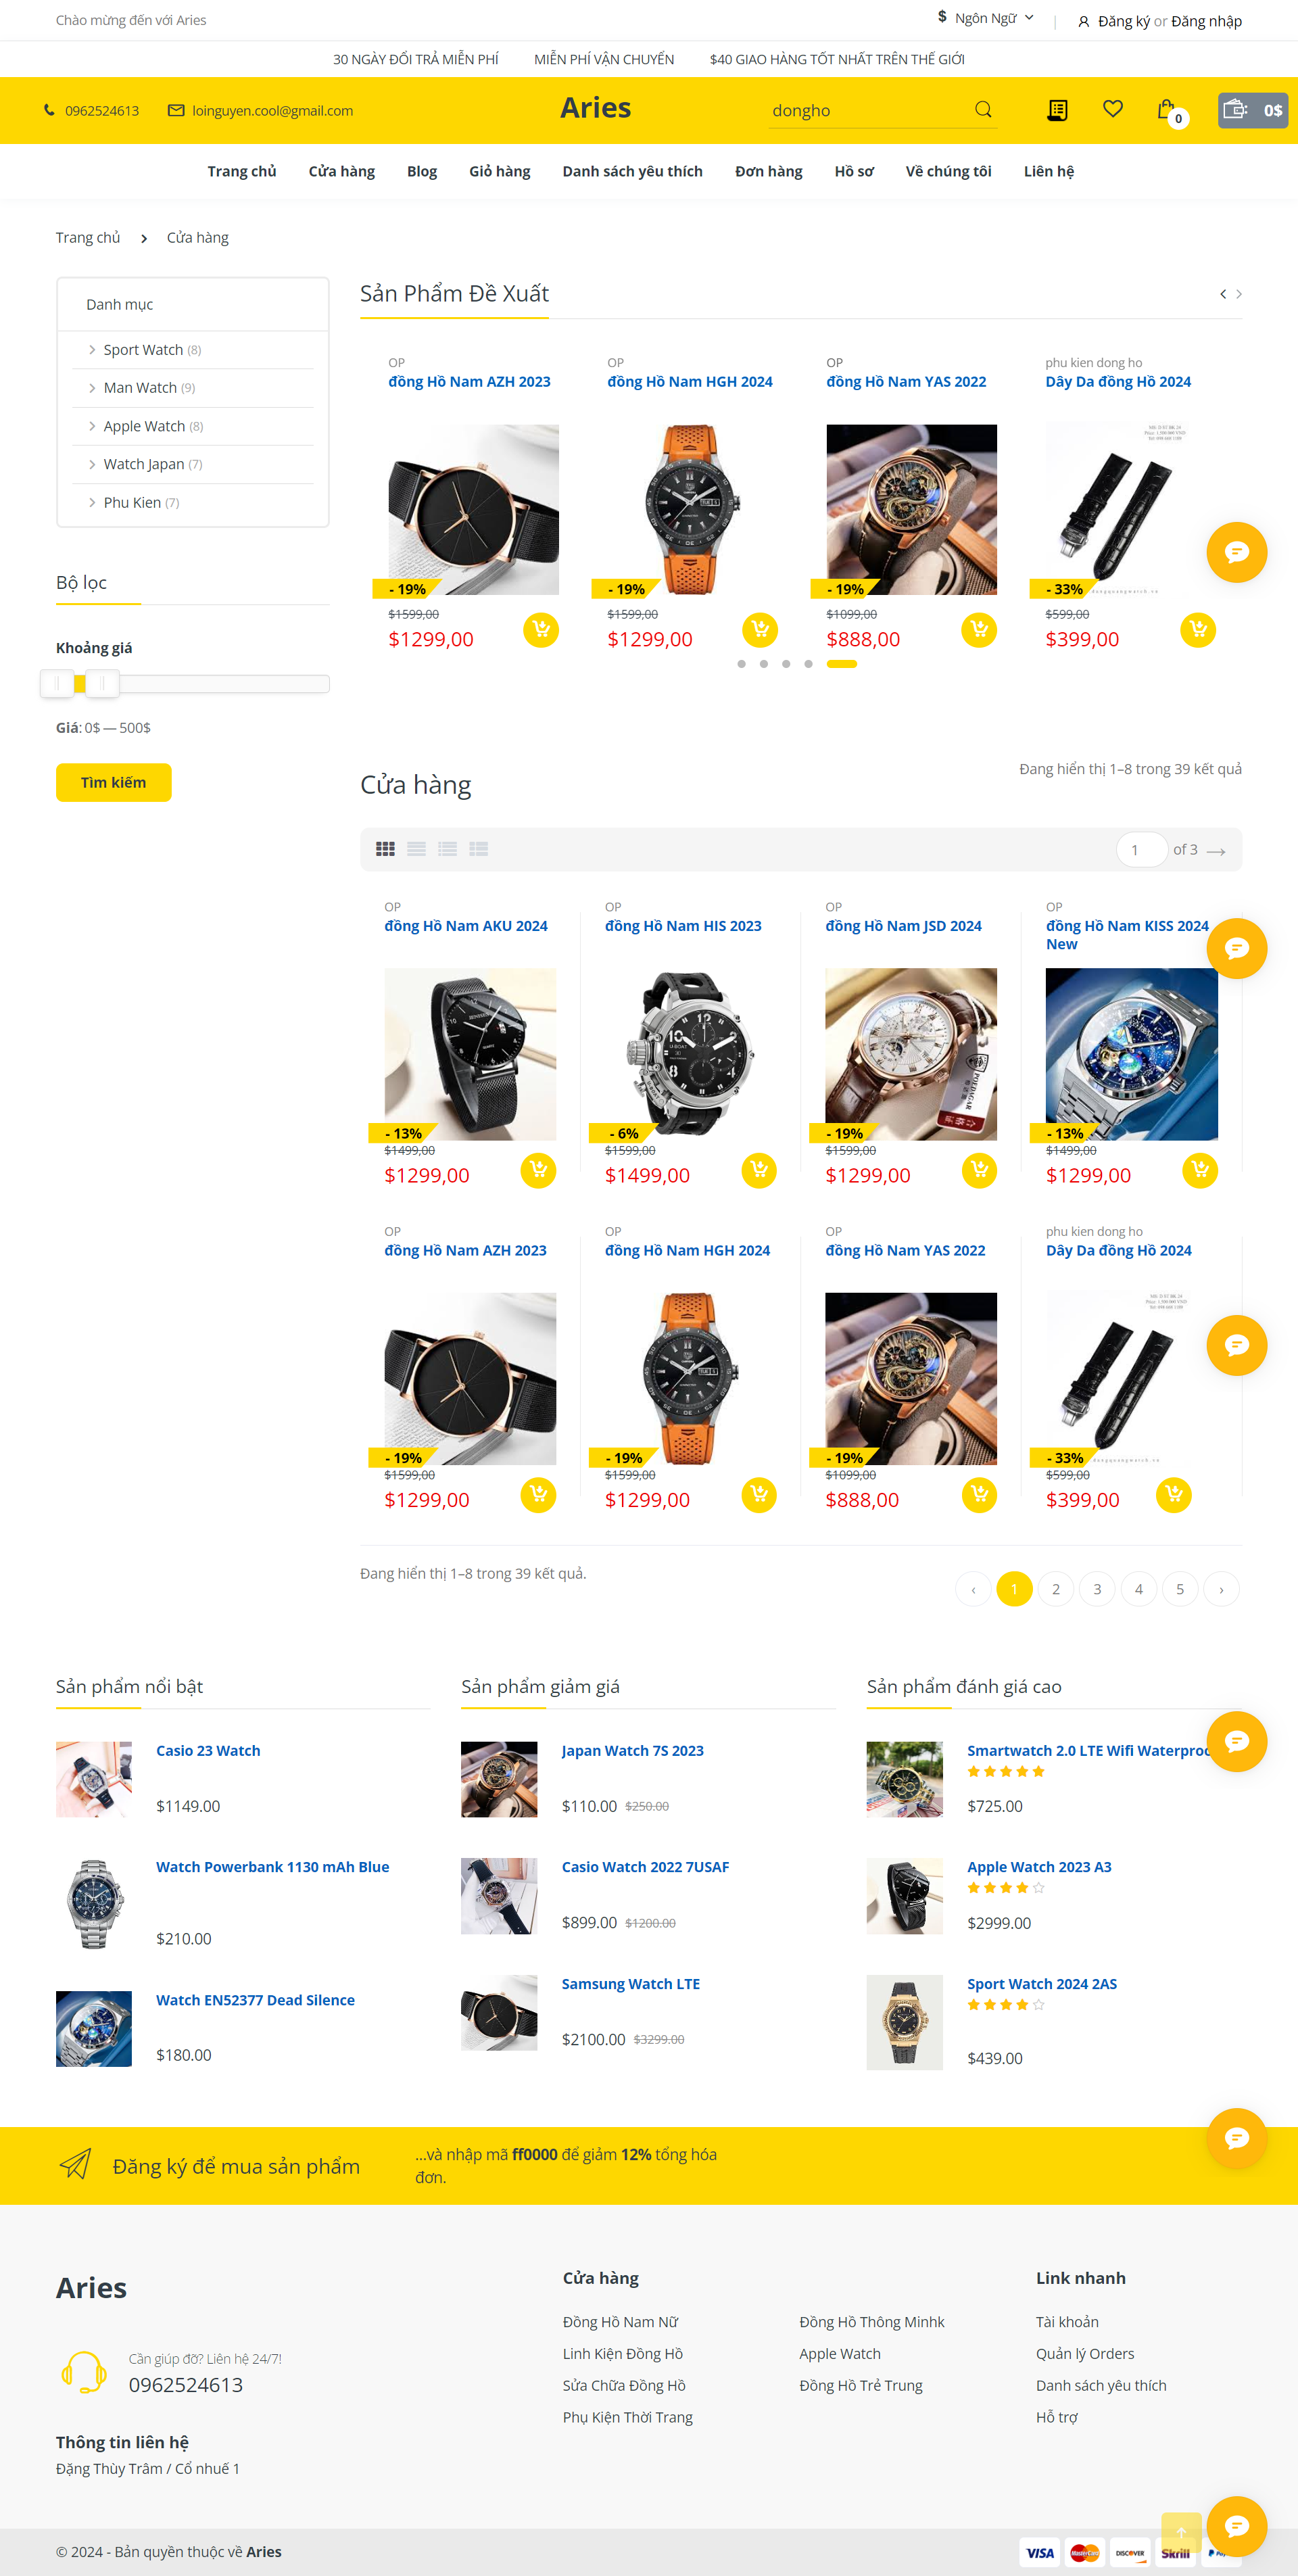 Chào mừng đến với Aries
$ Ngôn Ngữ
Đăng ký or Đăng nhập
30 NGÀY ĐỔI TRẢ MIỄN PHÍ
MIỄN PHÍ VẬN CHUYỂN
$40 GIAO HÀNG TỐT NHẤT TRÊN THẾ GIỚI
0962524613
loinguyen.cool@gmail.com
Aries
dongho
0
0$
Trang chủ
Cửa hàng
Blog
Giỏ hàng
Danh sách yêu thích
Đơn hàng
Hồ sơ
Về chúng tôi
Liên hệ
Trang chủ
Cửa hàng
Danh mục
Sport Watch (8)
Man Watch (9)
Apple Watch (8)
Watch Japan (7)
Phu Kien (7)
Bộ lọc
Khoảng giá
Giá: 0$ — 500$
Tìm kiếm
Sản Phẩm Đề Xuất
OP
đồng Hồ Nam AZH 2023
- 19%
$1599,00
$1299,00
OP
đồng Hồ Nam HGH 2024
- 19%
$1599,00
$1299,00
OP
đồng Hồ Nam YAS 2022
- 19%
$1099,00
$888,00
phu kien dong ho
Dây Da đồng Hồ 2024
- 33%
$599,00
$399,00
Cửa hàng
Đang hiển thị 1–8 trong 39 kết quả
1 of 3
OP
đồng Hồ Nam AKU 2024
- 13%
$1499,00
$1299,00
OP
đồng Hồ Nam HIS 2023
- 6%
$1599,00
$1499,00
OP
đồng Hồ Nam JSD 2024
- 19%
$1599,00
$1299,00
OP
đồng Hồ Nam KISS 2024
New
- 13%
$1499,00
$1299,00
OP
đồng Hồ Nam AZH 2023
- 19%
$1599,00
$1299,00
OP
đồng Hồ Nam HGH 2024
- 19%
$1599,00
$1299,00
OP
đồng Hồ Nam YAS 2022
- 19%
$1099,00
$888,00
phu kien dong ho
Dây Da đồng Hồ 2024
- 33%
$599,00
$399,00
Đang hiển thị 1–8 trong 39 kết quả.
‹ 1 2 3 4 5 ›
Sản phẩm nổi bật
Casio 23 Watch
$1149.00
Watch Powerbank 1130 mAh Blue
$210.00
Watch EN52377 Dead Silence
$180.00
Sản phẩm giảm giá
Japan Watch 7S 2023
$110.00 $250.00
Casio Watch 2022 7USAF
$899.00 $1200.00
Samsung Watch LTE
$2100.00 $3299.00
Sản phẩm đánh giá cao
Smartwatch 2.0 LTE Wifi
$725.00
Apple Watch 2023 A3
$2999.00
Sport Watch 2024 2AS
$439.00
Đăng ký để mua sản phẩm
...và nhập mã ff0000 để giảm 12% tổng hóa
đơn.
Aries
Cần giúp đỡ? Liên hệ 24/7!
0962524613
Thông tin liên hệ
Đặng Thùy Trâm / Cổ nhuế 1
Cửa hàng
Đồng Hồ Nam Nữ
Linh Kiện Đồng Hồ
Sửa Chữa Đồng Hồ
Phụ Kiện Thời Trang
Đồng Hồ Thông Minhk
Apple Watch
Đồng Hồ Trẻ Trung
Link nhanh
Tài khoản
Quản lý Orders
Danh sách yêu thích
Hỗ trợ
© 2024 - Bản quyền thuộc về Aries
VISA
MasterCard
DISCOVER
Skrill